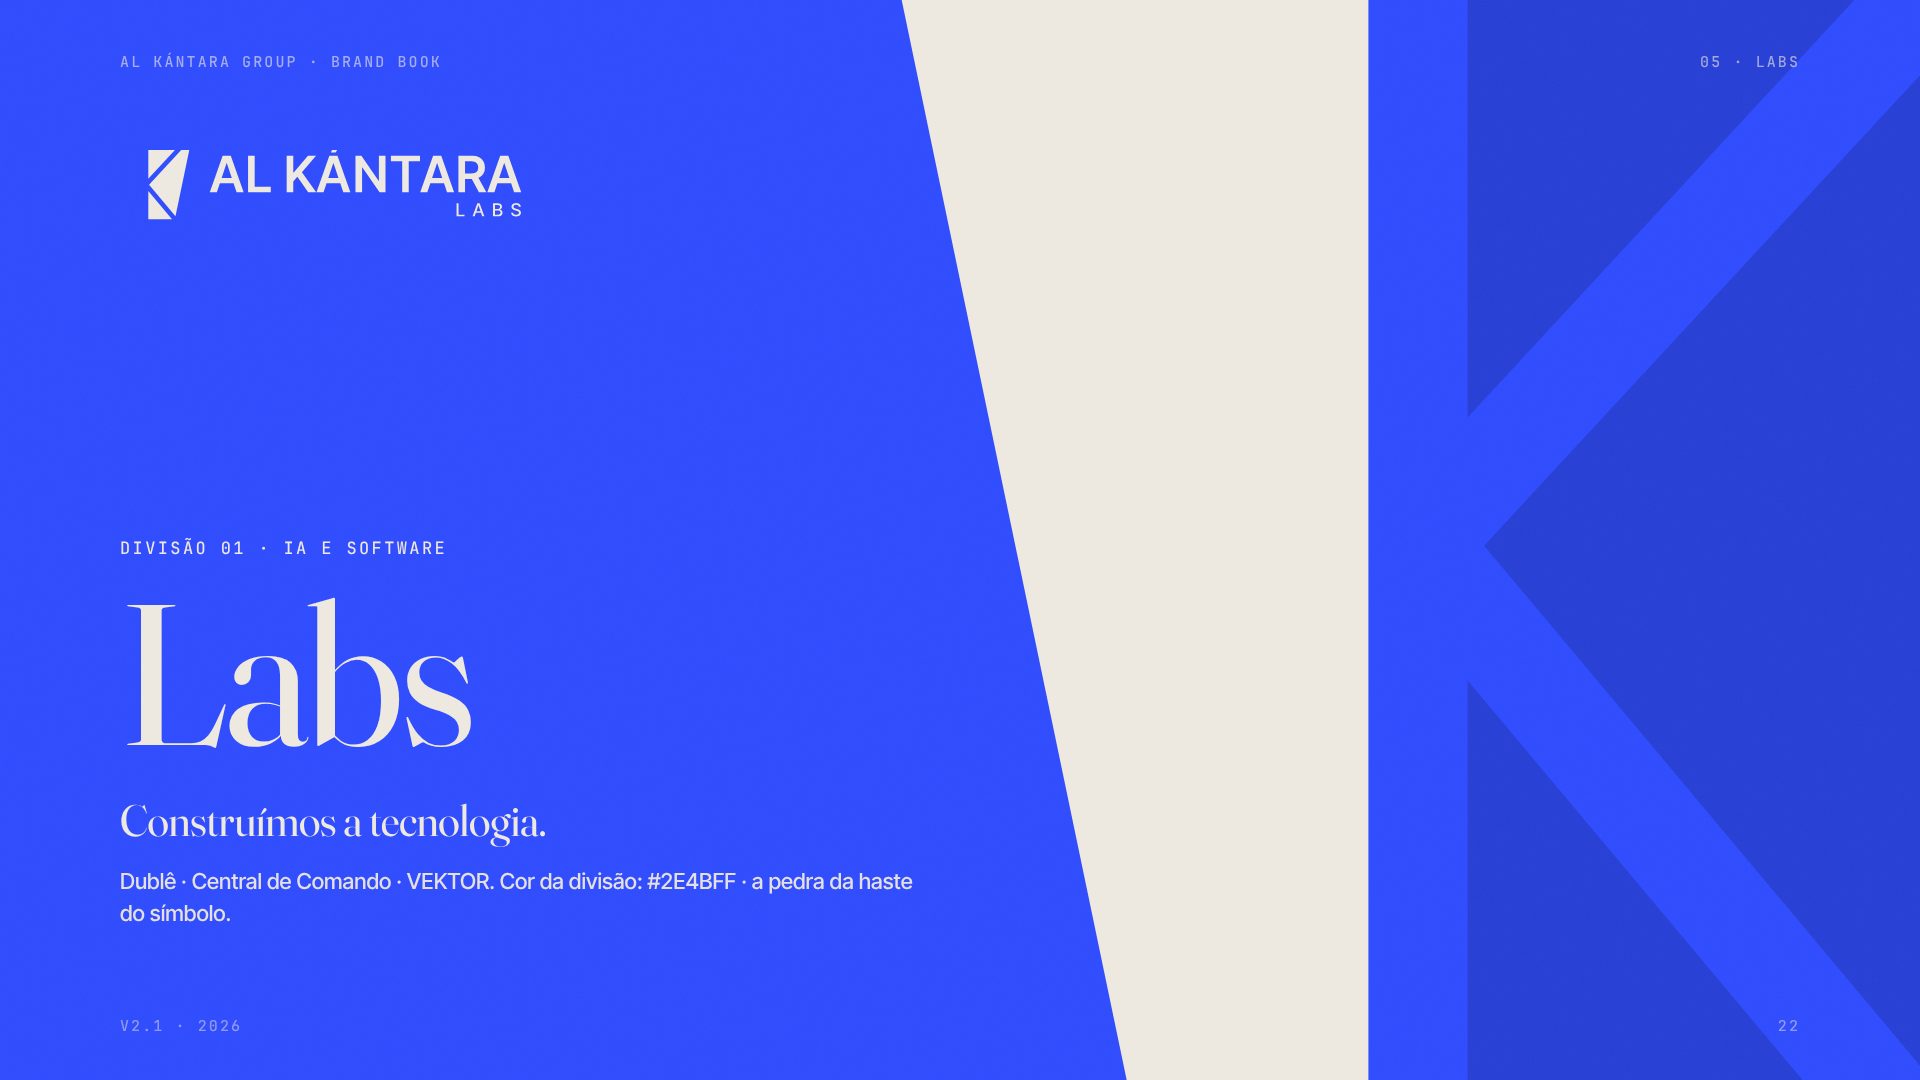 AL KÁNTARA GROUP · BRAND BOOK
05 · LABS
AL KÁNTARA
LABS
DIVISÃO 01 · IA E SOFTWARE
Labs
Construímos a tecnologia.
Dublê · Central de Comando · VEKTOR. Cor da divisão: #2E4BFF · a pedra da haste
do símbolo.
V2.1 · 2026
22